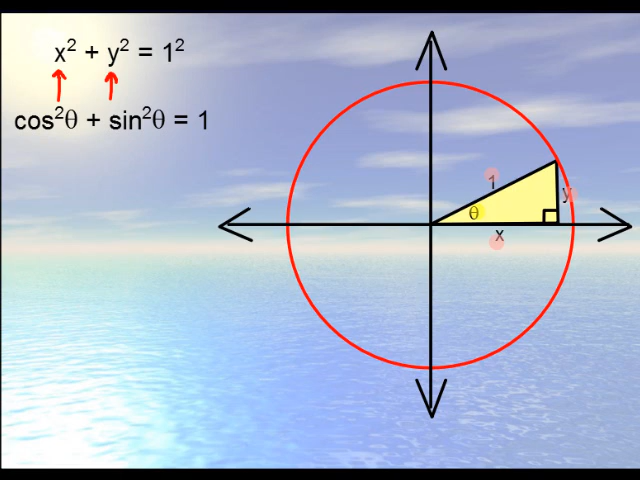 x² + y² = 1²
cos²θ + sin²θ = 1
1
y
θ
x